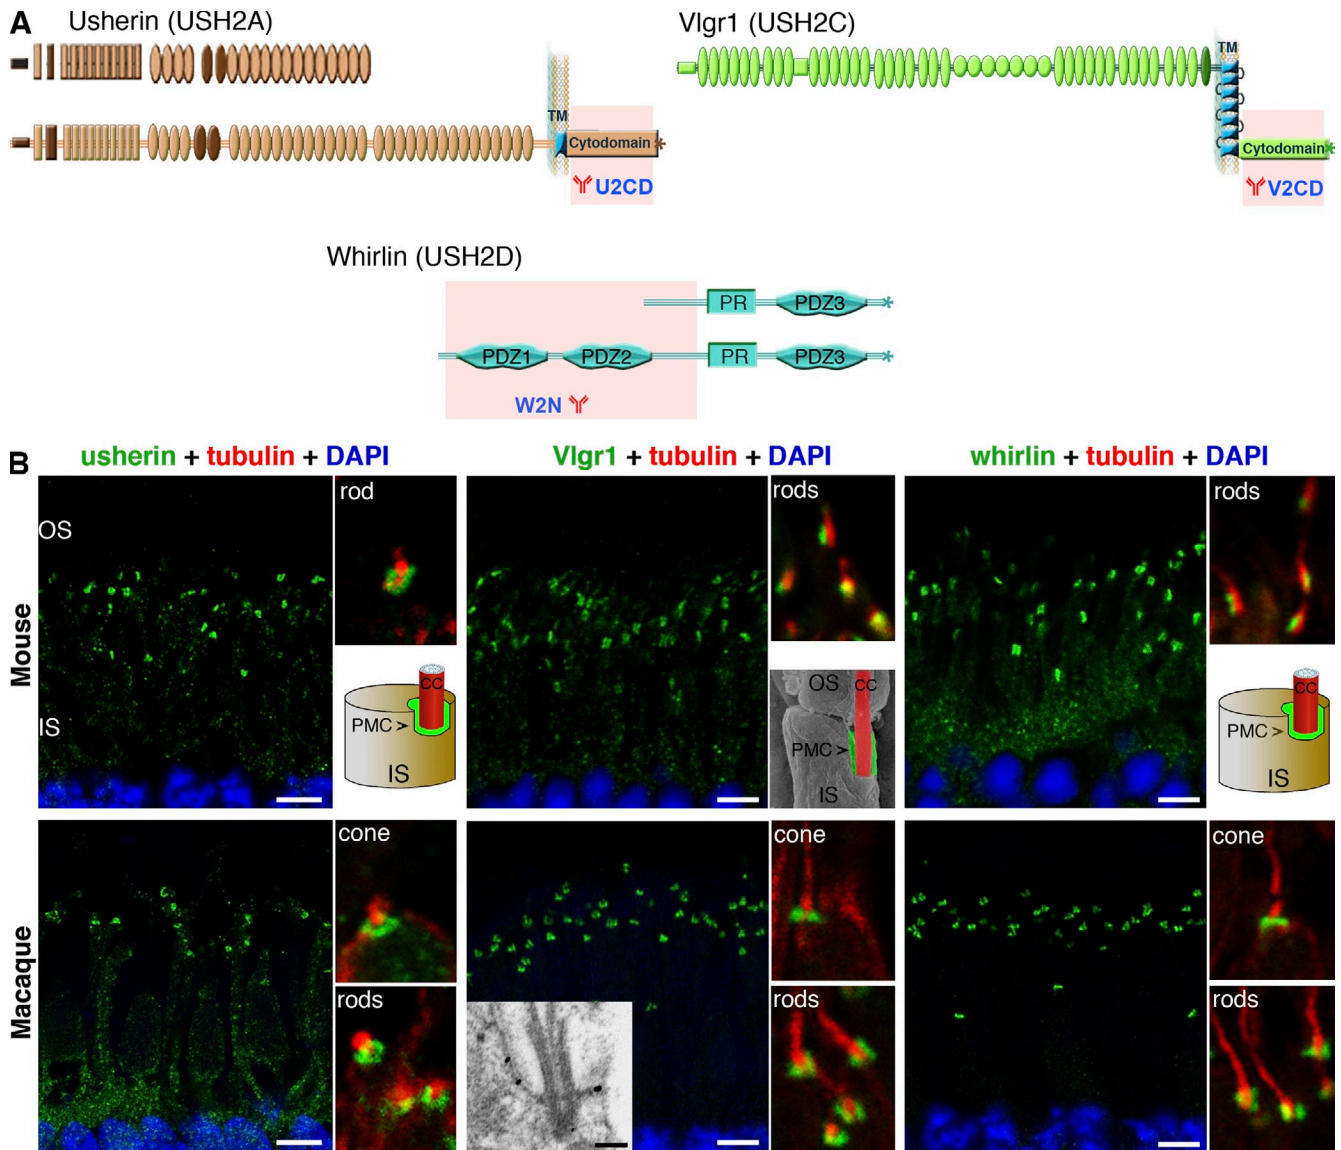 A
Usherin (USH2A)
Vlgr1 (USH2C)
TM
Cytodomain*
U2CD
TM
Cytodomain*
V2CD
Whirlin (USH2D)
PR PDZ3 *
PDZ1 PDZ2 PR PDZ3 *
W2N
B
usherin + tubulin + DAPI
Vlgr1 + tubulin + DAPI
whirlin + tubulin + DAPI
Mouse
OS
IS
rod
CC
PMC >
IS
rods
OS CC
PMC >
IS
rods
CC
PMC >
IS
Macaque
cone
rods
cone
rods
cone
rods